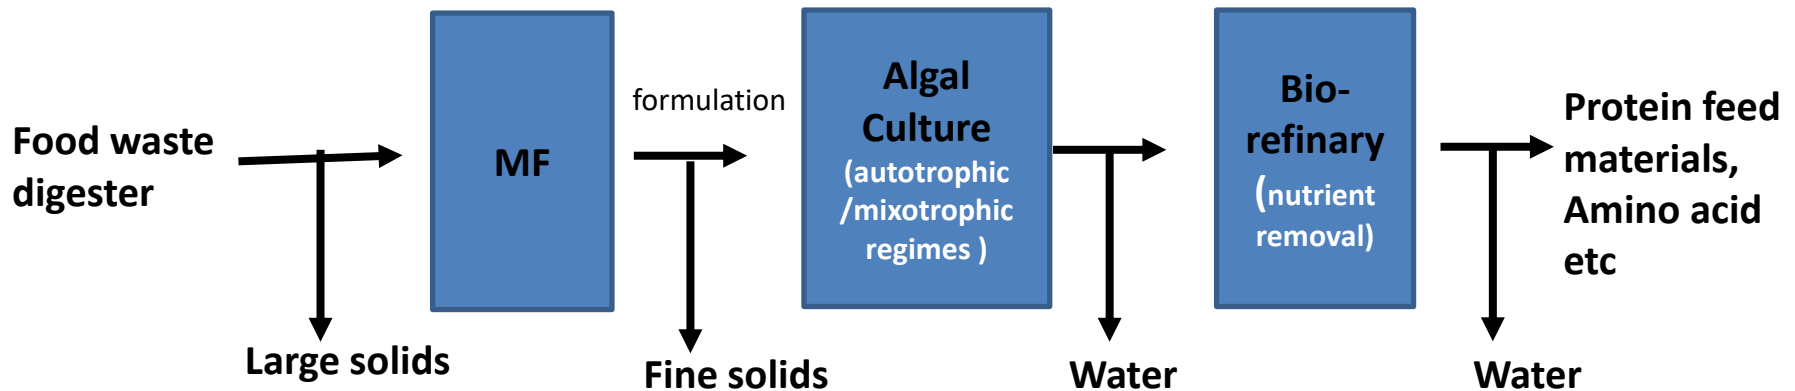 Food waste
digester
Large solids
MF
formulation
Fine solids
Algal
Culture
(autotrophic
/mixotrophic
regimes )
Water
Bio-
refinary
(nutrient
removal)
Water
Protein feed
materials,
Amino acid
etc